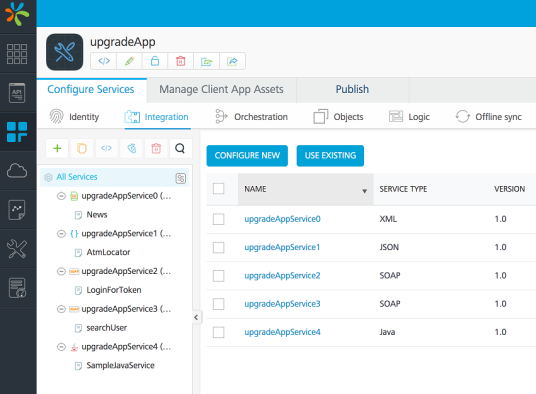 upgradeApp
Configure Services
Manage Client App Assets
Publish
Identity
Integration
Orchestration
Objects
Logic
Offline sync
All Services
upgradeAppService0 (...
News
upgradeAppService1 (...
AtmLocator
upgradeAppService2 (...
LoginForToken
upgradeAppService3 (...
searchUser
upgradeAppService4 (...
SampleJavaService
CONFIGURE NEW
USE EXISTING
NAME SERVICE TYPE VERSION
upgradeAppService0 XML 1.0
upgradeAppService1 JSON 1.0
upgradeAppService2 SOAP 1.0
upgradeAppService3 SOAP 1.0
upgradeAppService4 Java 1.0